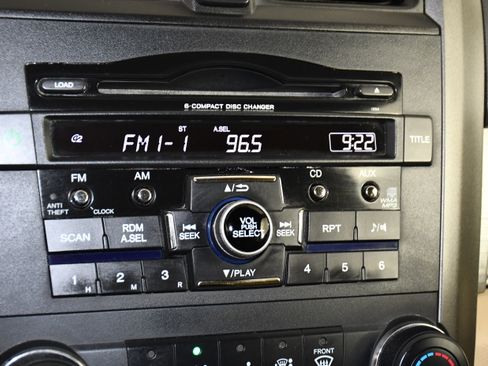 LOAD
6·COMPACT DISC CHANGER
FM1-1 ST A.SEL 96.5 9:22 TITLE
FM AM CD AUX
ANTI THEFT CLOCK WMA MP3
SCAN RDM A.SEL SEEK VOL PUSH SELECT SEEK RPT
▼/PLAY
1 H 2 M 3 R 4 5 6
FRONT